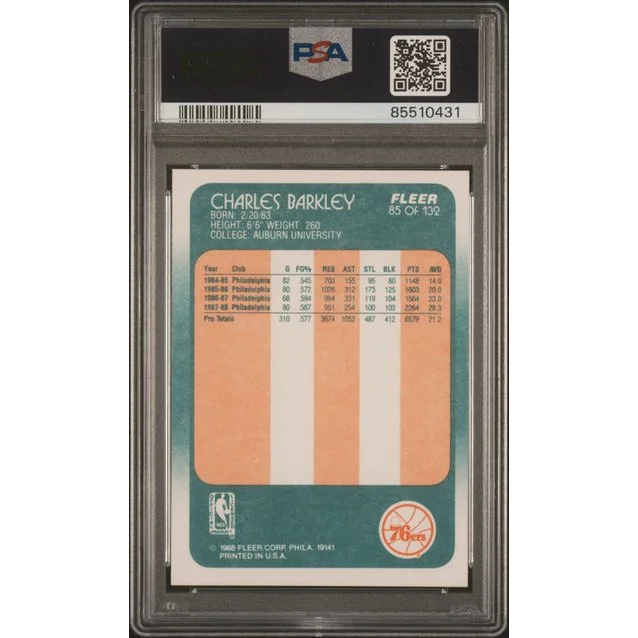 PSA
85510431
CHARLES BARKLEY
FLEER
BORN: 2/20/63
85 OF 132
HEIGHT: 6'6" WEIGHT: 260
COLLEGE: AUBURN UNIVERSITY
Year Club G FG% REB AST STL BLK PTS AVG
1984-85 Philadelphia 82 .545 703 155 95 80 1148 14.0
1985-86 Philadelphia 80 .572 1026 312 173 125 1603 20.0
1986-87 Philadelphia 68 .594 994 331 119 104 1564 23.0
1987-88 Philadelphia 80 .587 951 254 100 103 2264 28.3
Pro Totals 310 .577 3674 1052 487 412 6579 21.2
NBA
76ers
© 1988 FLEER CORP. PHILA. 19141
PRINTED IN U.S.A.
PSA